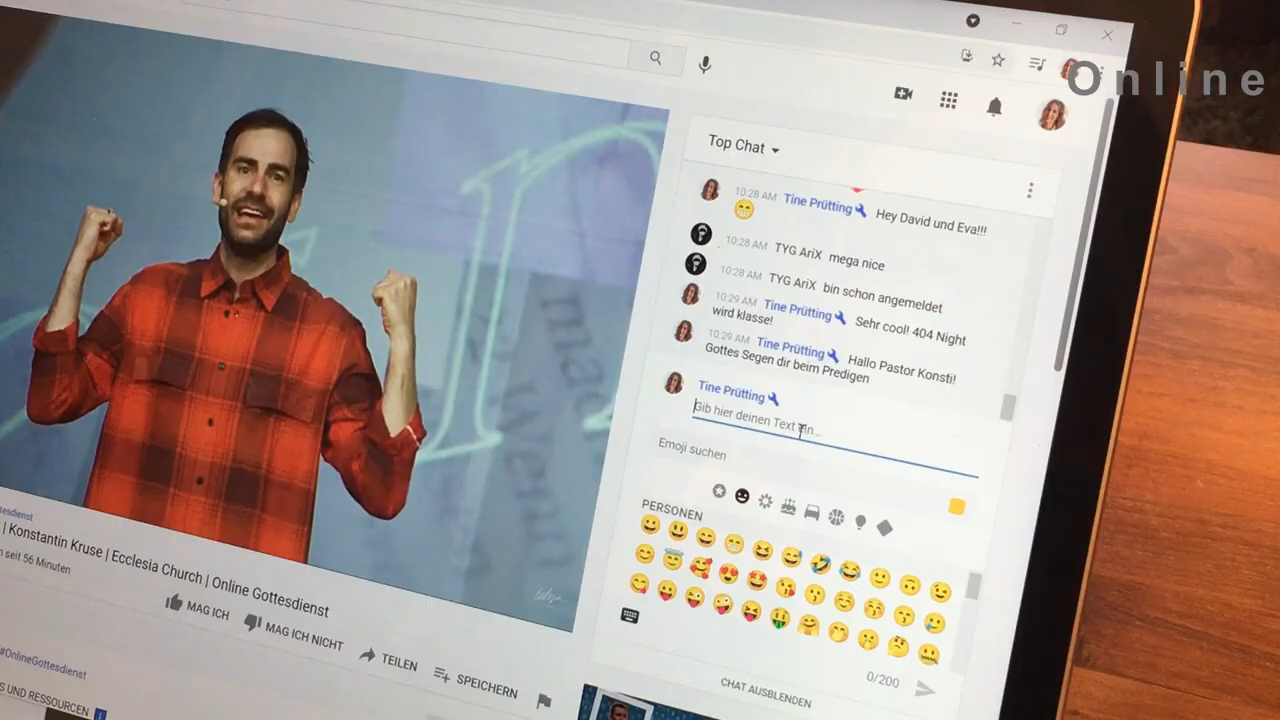 Online
Top Chat
10:28 AM Tine Prütting Hey David und Eva!!!
10:28 AM TYG AriX mega nice
10:28 AM TYG AriX bin schon angemeldet
10:29 AM Tine Prütting Sehr cool! 404 Night
wird klasse!
10:29 AM Tine Prütting Hallo Pastor Konsti!
Gottes Segen dir beim Predigen
Tine Prütting
Gib hier deinen Text ein...
Emoji suchen
PERSONEN
0/200
CHAT AUSBLENDEN
| Konstantin Kruse | Ecclesia Church | Online Gottesdienst
seit 56 Minuten
MAG ICH
MAG ICH NICHT
TEILEN
SPEICHERN
#OnlineGottesdienst
UND RESSOURCEN